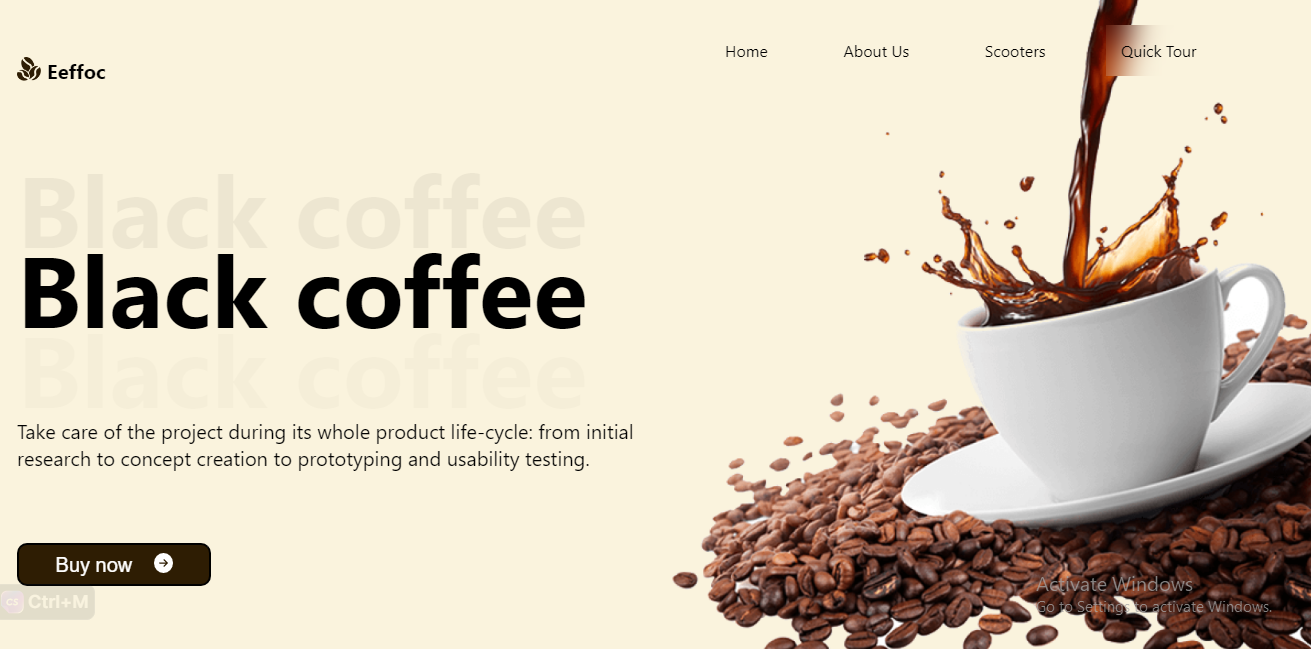 Home About Us Scooters Quick Tour
Eeffoc
Black coffee
Black coffee
Black coffee
Take care of the project during its whole product life-cycle: from initial
research to concept creation to prototyping and usability testing.
Buy now
cs Ctrl+M
Activate Windows
Go to Settings to activate Windows.